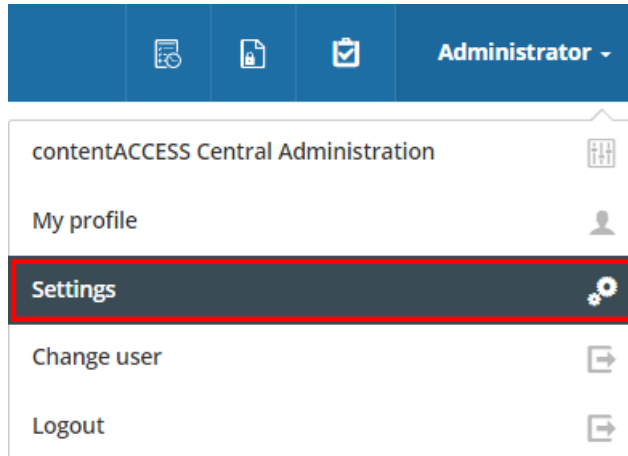 Administrator
contentACCESS Central Administration
My profile
Settings
Change user
Logout